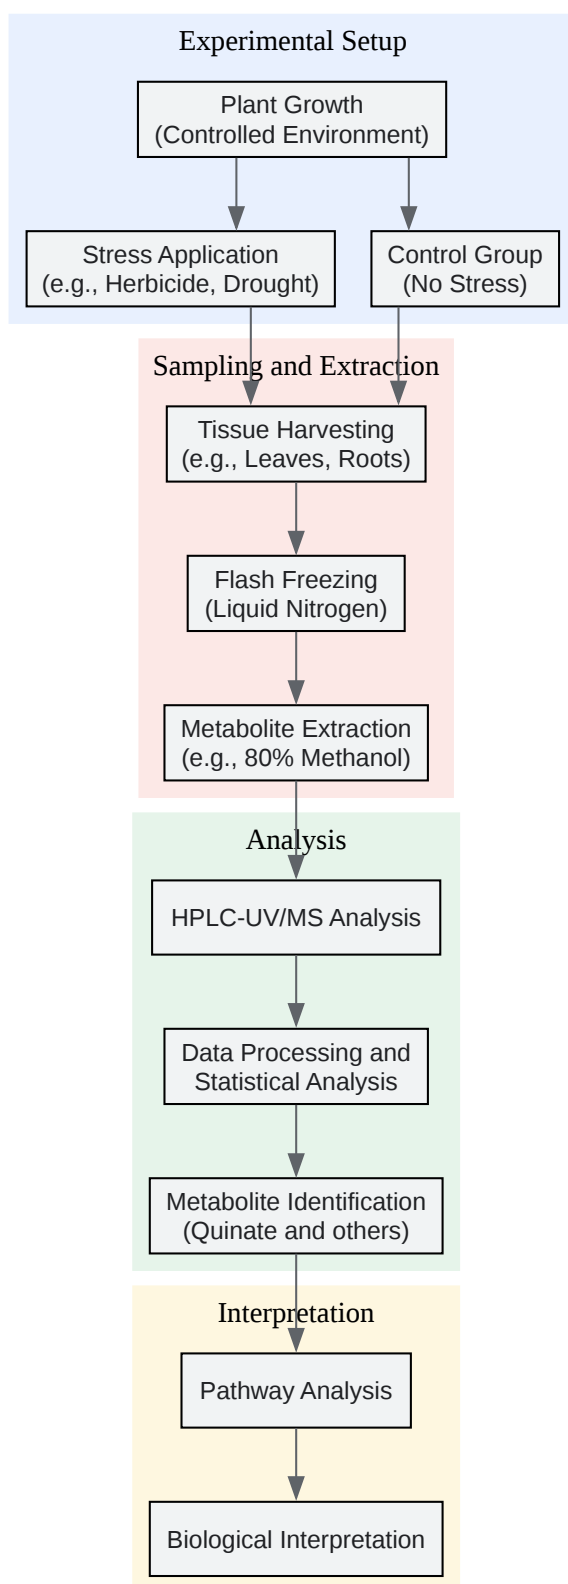 Experimental Setup
Plant Growth
(Controlled Environment)
Stress Application
(e.g., Herbicide, Drought)
Control Group
(No Stress)
Sampling and Extraction
Tissue Harvesting
(e.g., Leaves, Roots)
Flash Freezing
(Liquid Nitrogen)
Metabolite Extraction
(e.g., 80% Methanol)
Analysis
HPLC-UV/MS Analysis
Data Processing and
Statistical Analysis
Metabolite Identification
(Quinate and others)
Interpretation
Pathway Analysis
Biological Interpretation